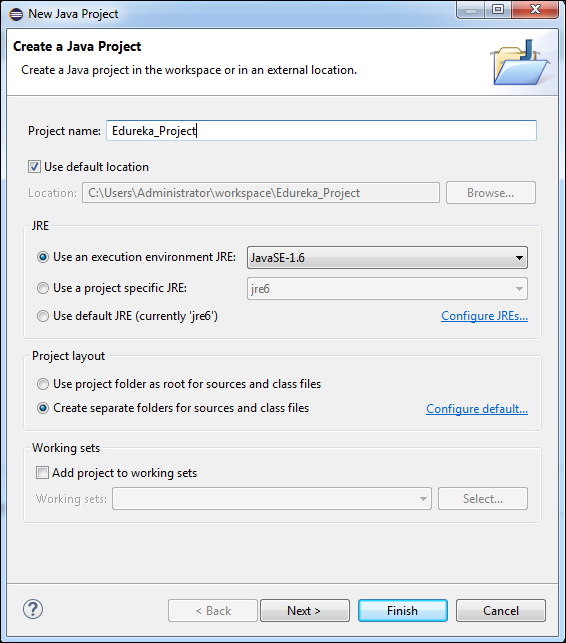 New Java Project
Create a Java Project
Create a Java project in the workspace or in an external location.
Project name: Edureka_Project
Use default location
Location: C:\Users\Administrator\workspace\Edureka_Project Browse...
JRE
Use an execution environment JRE: JavaSE-1.6
Use a project specific JRE: jre6
Use default JRE (currently 'jre6') Configure JREs...
Project layout
Use project folder as root for sources and class files
Create separate folders for sources and class files Configure default...
Working sets
Add project to working sets
Working sets: Select...
? < Back Next > Finish Cancel